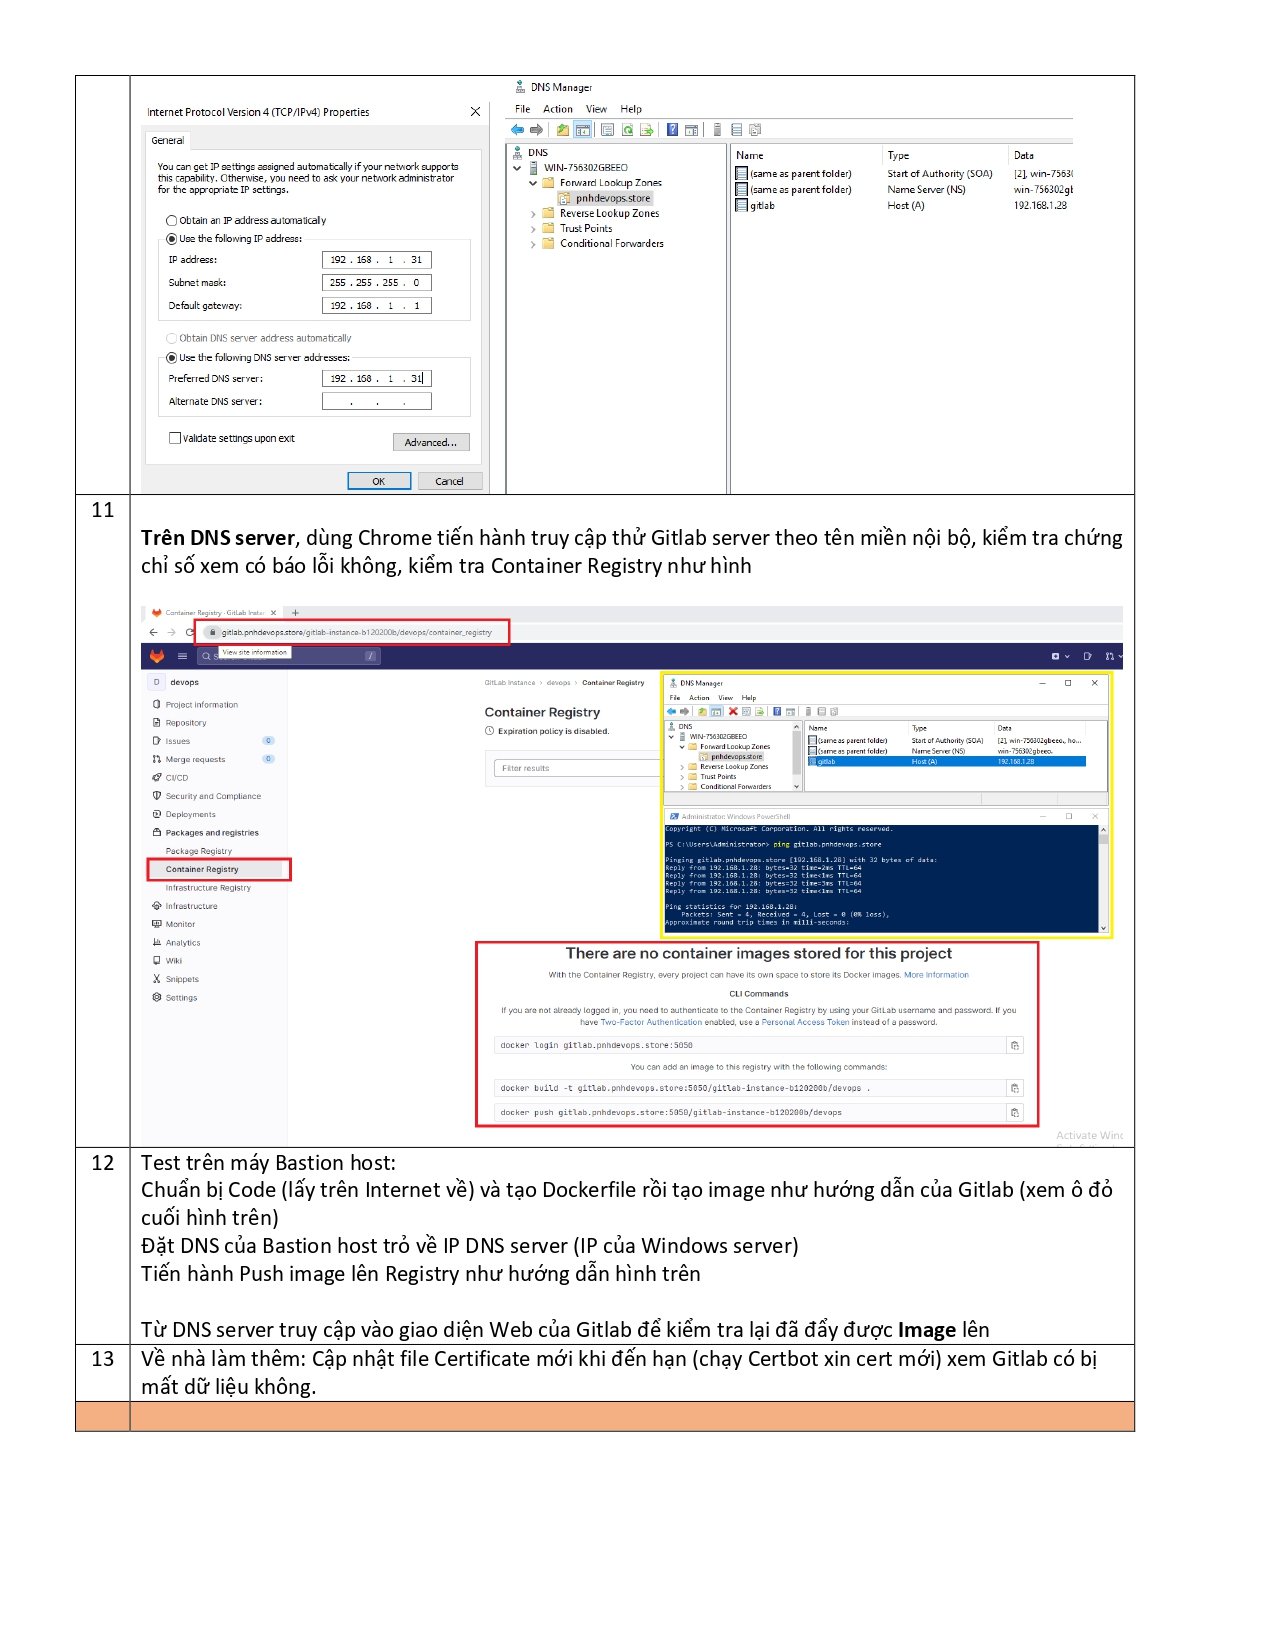 Internet Protocol Version 4 (TCP/IPv4) Properties
General
You can get IP settings assigned automatically if your network supports
this capability. Otherwise, you need to ask your network administrator
for the appropriate IP settings.
Obtain an IP address automatically
Use the following IP address:
IP address: 192 . 168 . 1 . 31
Subnet mask: 255 . 255 . 255 . 0
Default gateway: 192 . 168 . 1 . 1
Obtain DNS server address automatically
Use the following DNS server addresses:
Preferred DNS server: 192 . 168 . 1 . 31
Alternate DNS server: . . .
Validate settings upon exit
Advanced...
OK Cancel
DNS Manager
File Action View Help
DNS
WIN-756302GBEEO
Forward Lookup Zones
pnhdevops.store
Reverse Lookup Zones
Trust Points
Conditional Forwarders
Name Type Data
(same as parent folder) Start of Authority (SOA) [2], win-7563
(same as parent folder) Name Server (NS) win-756302gb
gitlab Host (A) 192.168.1.28
11
Trên DNS server, dùng Chrome tiến hành truy cập thử Gitlab server theo tên miền nội bộ, kiểm tra chứng
chỉ số xem có báo lỗi không, kiểm tra Container Registry như hình
Container Registry · GitLab Instar
gitlab.pnhdevops.store/gitlab-instance-b120200b/devops/container_registry
View site information
/
D devops
Project information
Repository
Issues 0
Merge requests 0
CI/CD
Security and Compliance
Deployments
Packages and registries
Package Registry
Container Registry
Infrastructure Registry
Infrastructure
Monitor
Analytics
Wiki
Snippets
Settings
GitLab Instance > devops > Container Registry
Container Registry
Expiration policy is disabled.
Filter results
DNS Manager
File Action View Help
DNS
WIN-756302GBEEO
Forward Lookup Zones
pnhdevops.store
Reverse Lookup Zones
Trust Points
Conditional Forwarders
Name Type Data
(same as parent folder) Start of Authority (SOA) [2], win-756302gbeeo., ho...
(same as parent folder) Name Server (NS) win-756302gbeeo.
gitlab Host (A) 192.168.1.28
Administrator: Windows PowerShell
Copyright (C) Microsoft Corporation. All rights reserved.
PS C:\Users\Administrator> ping gitlab.pnhdevops.store
Pinging gitlab.pnhdevops.store [192.168.1.28] with 32 bytes of data:
Reply from 192.168.1.28: bytes=32 time=2ms TTL=64
Reply from 192.168.1.28: bytes=32 time<1ms TTL=64
Reply from 192.168.1.28: bytes=32 time=3ms TTL=64
Reply from 192.168.1.28: bytes=32 time<1ms TTL=64
Ping statistics for 192.168.1.28:
Packets: Sent = 4, Received = 4, Lost = 0 (0% loss),
Approximate round trip times in milli-seconds:
There are no container images stored for this project
With the Container Registry, every project can have its own space to store its Docker images. More Information
CLI Commands
If you are not already logged in, you need to authenticate to the Container Registry by using your GitLab username and password. If you
have Two-Factor Authentication enabled, use a Personal Access Token instead of a password.
docker login gitlab.pnhdevops.store:5050
You can add an image to this registry with the following commands:
docker build -t gitlab.pnhdevops.store:5050/gitlab-instance-b120200b/devops .
docker push gitlab.pnhdevops.store:5050/gitlab-instance-b120200b/devops
Activate Winc
12
Test trên máy Bastion host:
Chuẩn bị Code (lấy trên Internet về) và tạo Dockerfile rồi tạo image như hướng dẫn của Gitlab (xem ô đỏ
cuối hình trên)
Đặt DNS của Bastion host trỏ về IP DNS server (IP của Windows server)
Tiến hành Push image lên Registry như hướng dẫn hình trên
Từ DNS server truy cập vào giao diện Web của Gitlab để kiểm tra lại đã đẩy được Image lên
13
Về nhà làm thêm: Cập nhật file Certificate mới khi đến hạn (chạy Certbot xin cert mới) xem Gitlab có bị
mất dữ liệu không.